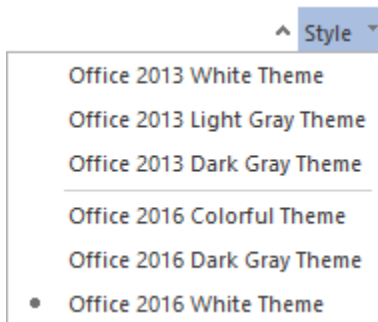 Style
Office 2013 White Theme
Office 2013 Light Gray Theme
Office 2013 Dark Gray Theme
Office 2016 Colorful Theme
Office 2016 Dark Gray Theme
Office 2016 White Theme